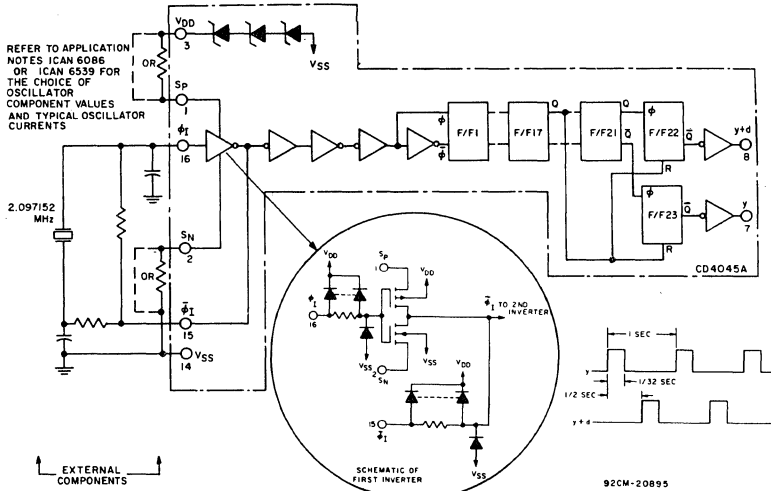 REFER TO APPLICATION
NOTES ICAN 6086
OR ICAN 6539 FOR
THE CHOICE OF
OSCILLATOR
COMPONENT VALUES
AND TYPICAL OSCILLATOR
CURRENTS
VDD
3
OR
VSS
SP
1
φI
16
2.097152
MHz
SN
2
OR
φ̄I
15
VSS
14
EXTERNAL
COMPONENTS
φ
φ̄
F/F1
F/F17
Q
F/F21
Q
Q̄
φ
F/F22
R
Q̄
y+d
8
φ
F/F23
R
Q̄
y
7
CD4045A
SP
1
VDD
VDD
φI
16
φ̄I TO 2ND
INVERTER
VSS
VSS
2
SN
VDD
15
φ̄I
VSS
SCHEMATIC OF
FIRST INVERTER
1 SEC
y
1/32 SEC
1/2 SEC
y+d
92CM-20895